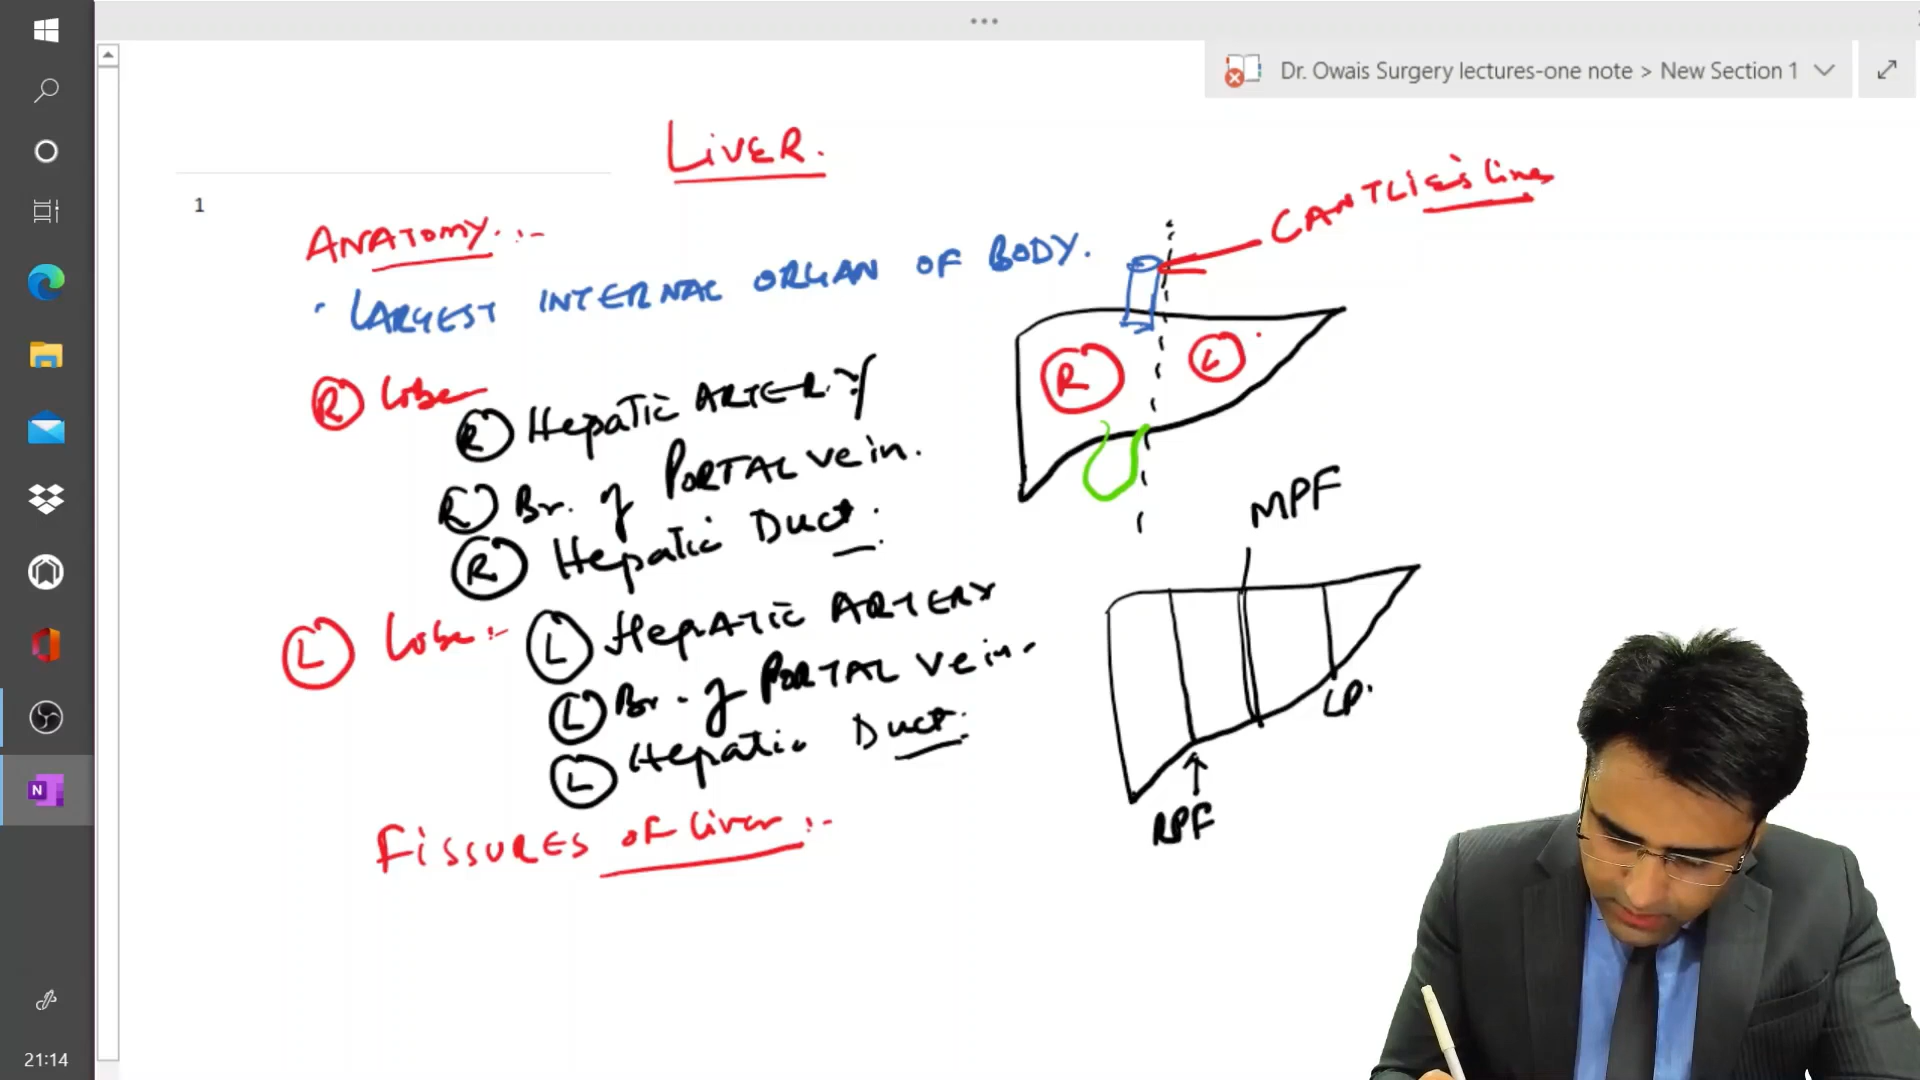 Dr. Owais Surgery lectures-one note > New Section 1
LIVER.
1
ANATOMY :-
CANTLIE's line
• LARGEST INTERNAL ORGAN OF BODY.
R Lobe
R L
R Hepatic ARTERY
R Br. of PORTAL vein.
R Hepatic Duct.
MPF
L Lobe :-
L Hepatic ARTERY
L Br. of PORTAL vein.
L Hepatic Duct.
LP.
RPF
Fissures of Liver :-
N
21:14